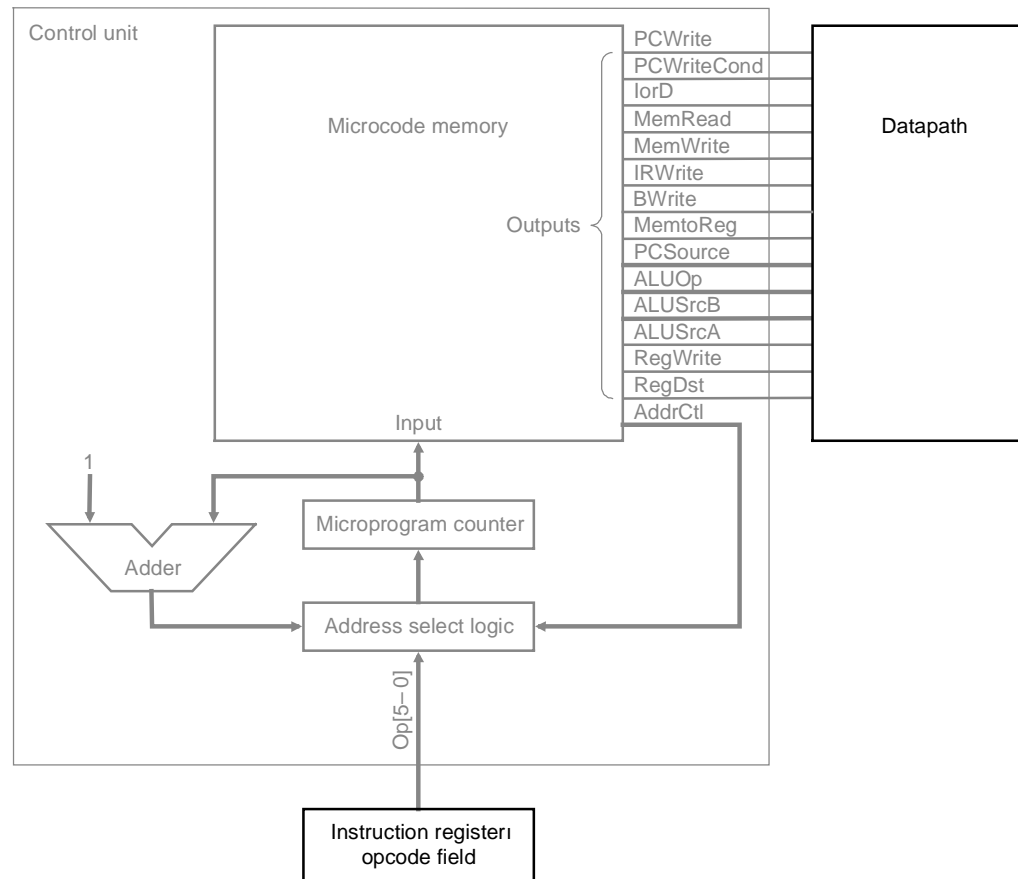 Control unit
PCWrite
PCWriteCond
IorD
Microcode memory
MemRead
Datapath
MemWrite
IRWrite
BWrite
Outputs
MemtoReg
PCSource
ALUOp
ALUSrcB
ALUSrcA
RegWrite
RegDst
Input
AddrCtl
1
Microprogram counter
Adder
Address select logic
Op[5– 0]
Instruction registerı
opcode field